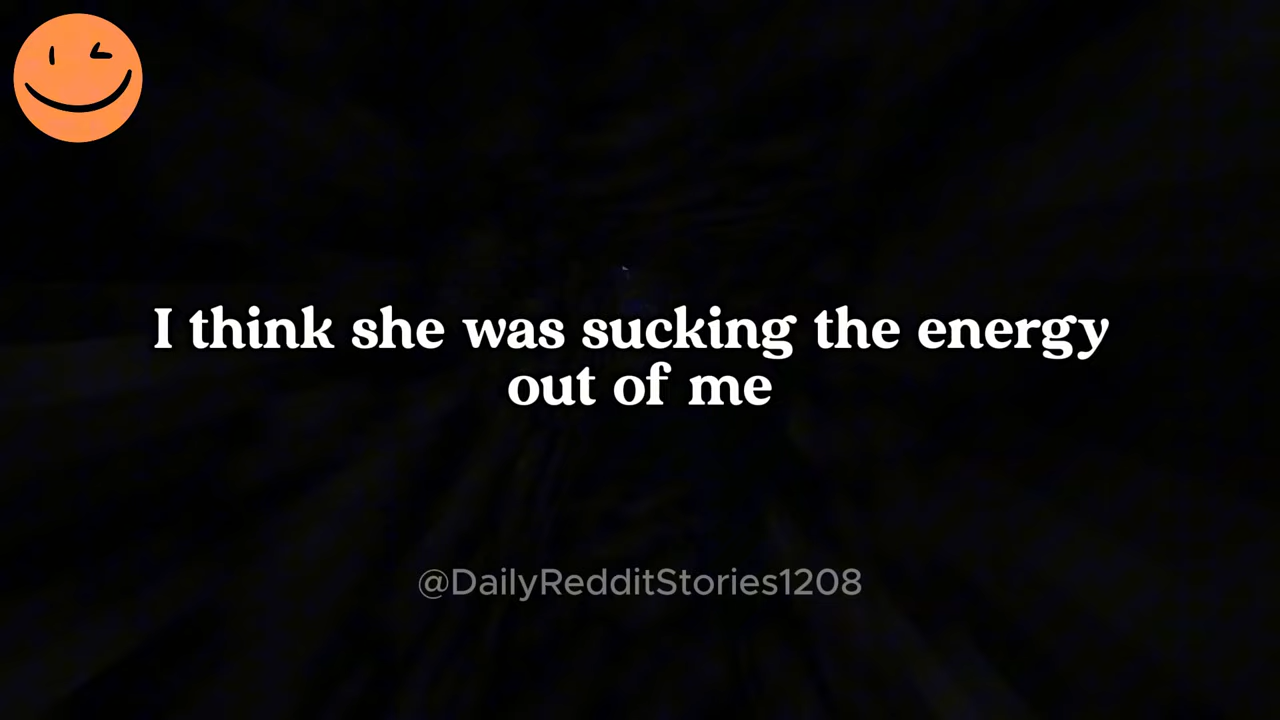 I think she was sucking the energy
out of me
@DailyRedditStories1208